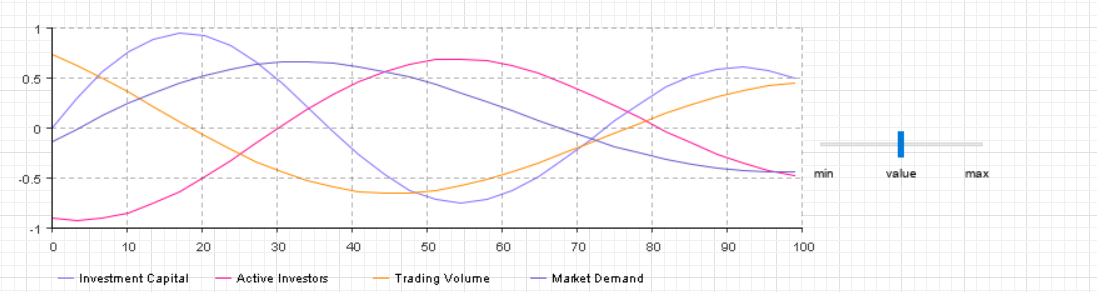 1
0.5
0
-0.5
-1
0 10 20 30 40 50 60 70 80 90 100
min value max
Investment Capital Active Investors Trading Volume Market Demand